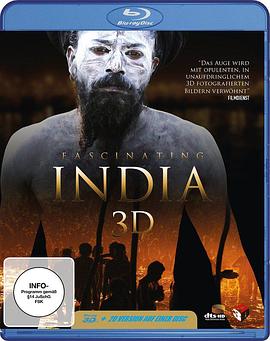 Blu-ray Disc
"DAS AUGE WIRD
MIT OPULENTEN, IN
UNAUFDRINGLICHEM
3D FOTOGRAFIERTEN
BILDERN VERWÖHNT"
FILMDIENST
FASCINATING
INDIA
3D
INFO-
Programm gemäß
§14 JuSchG.
FSK
3D + 2D VERSION AUF EINER DISC
dts-HD